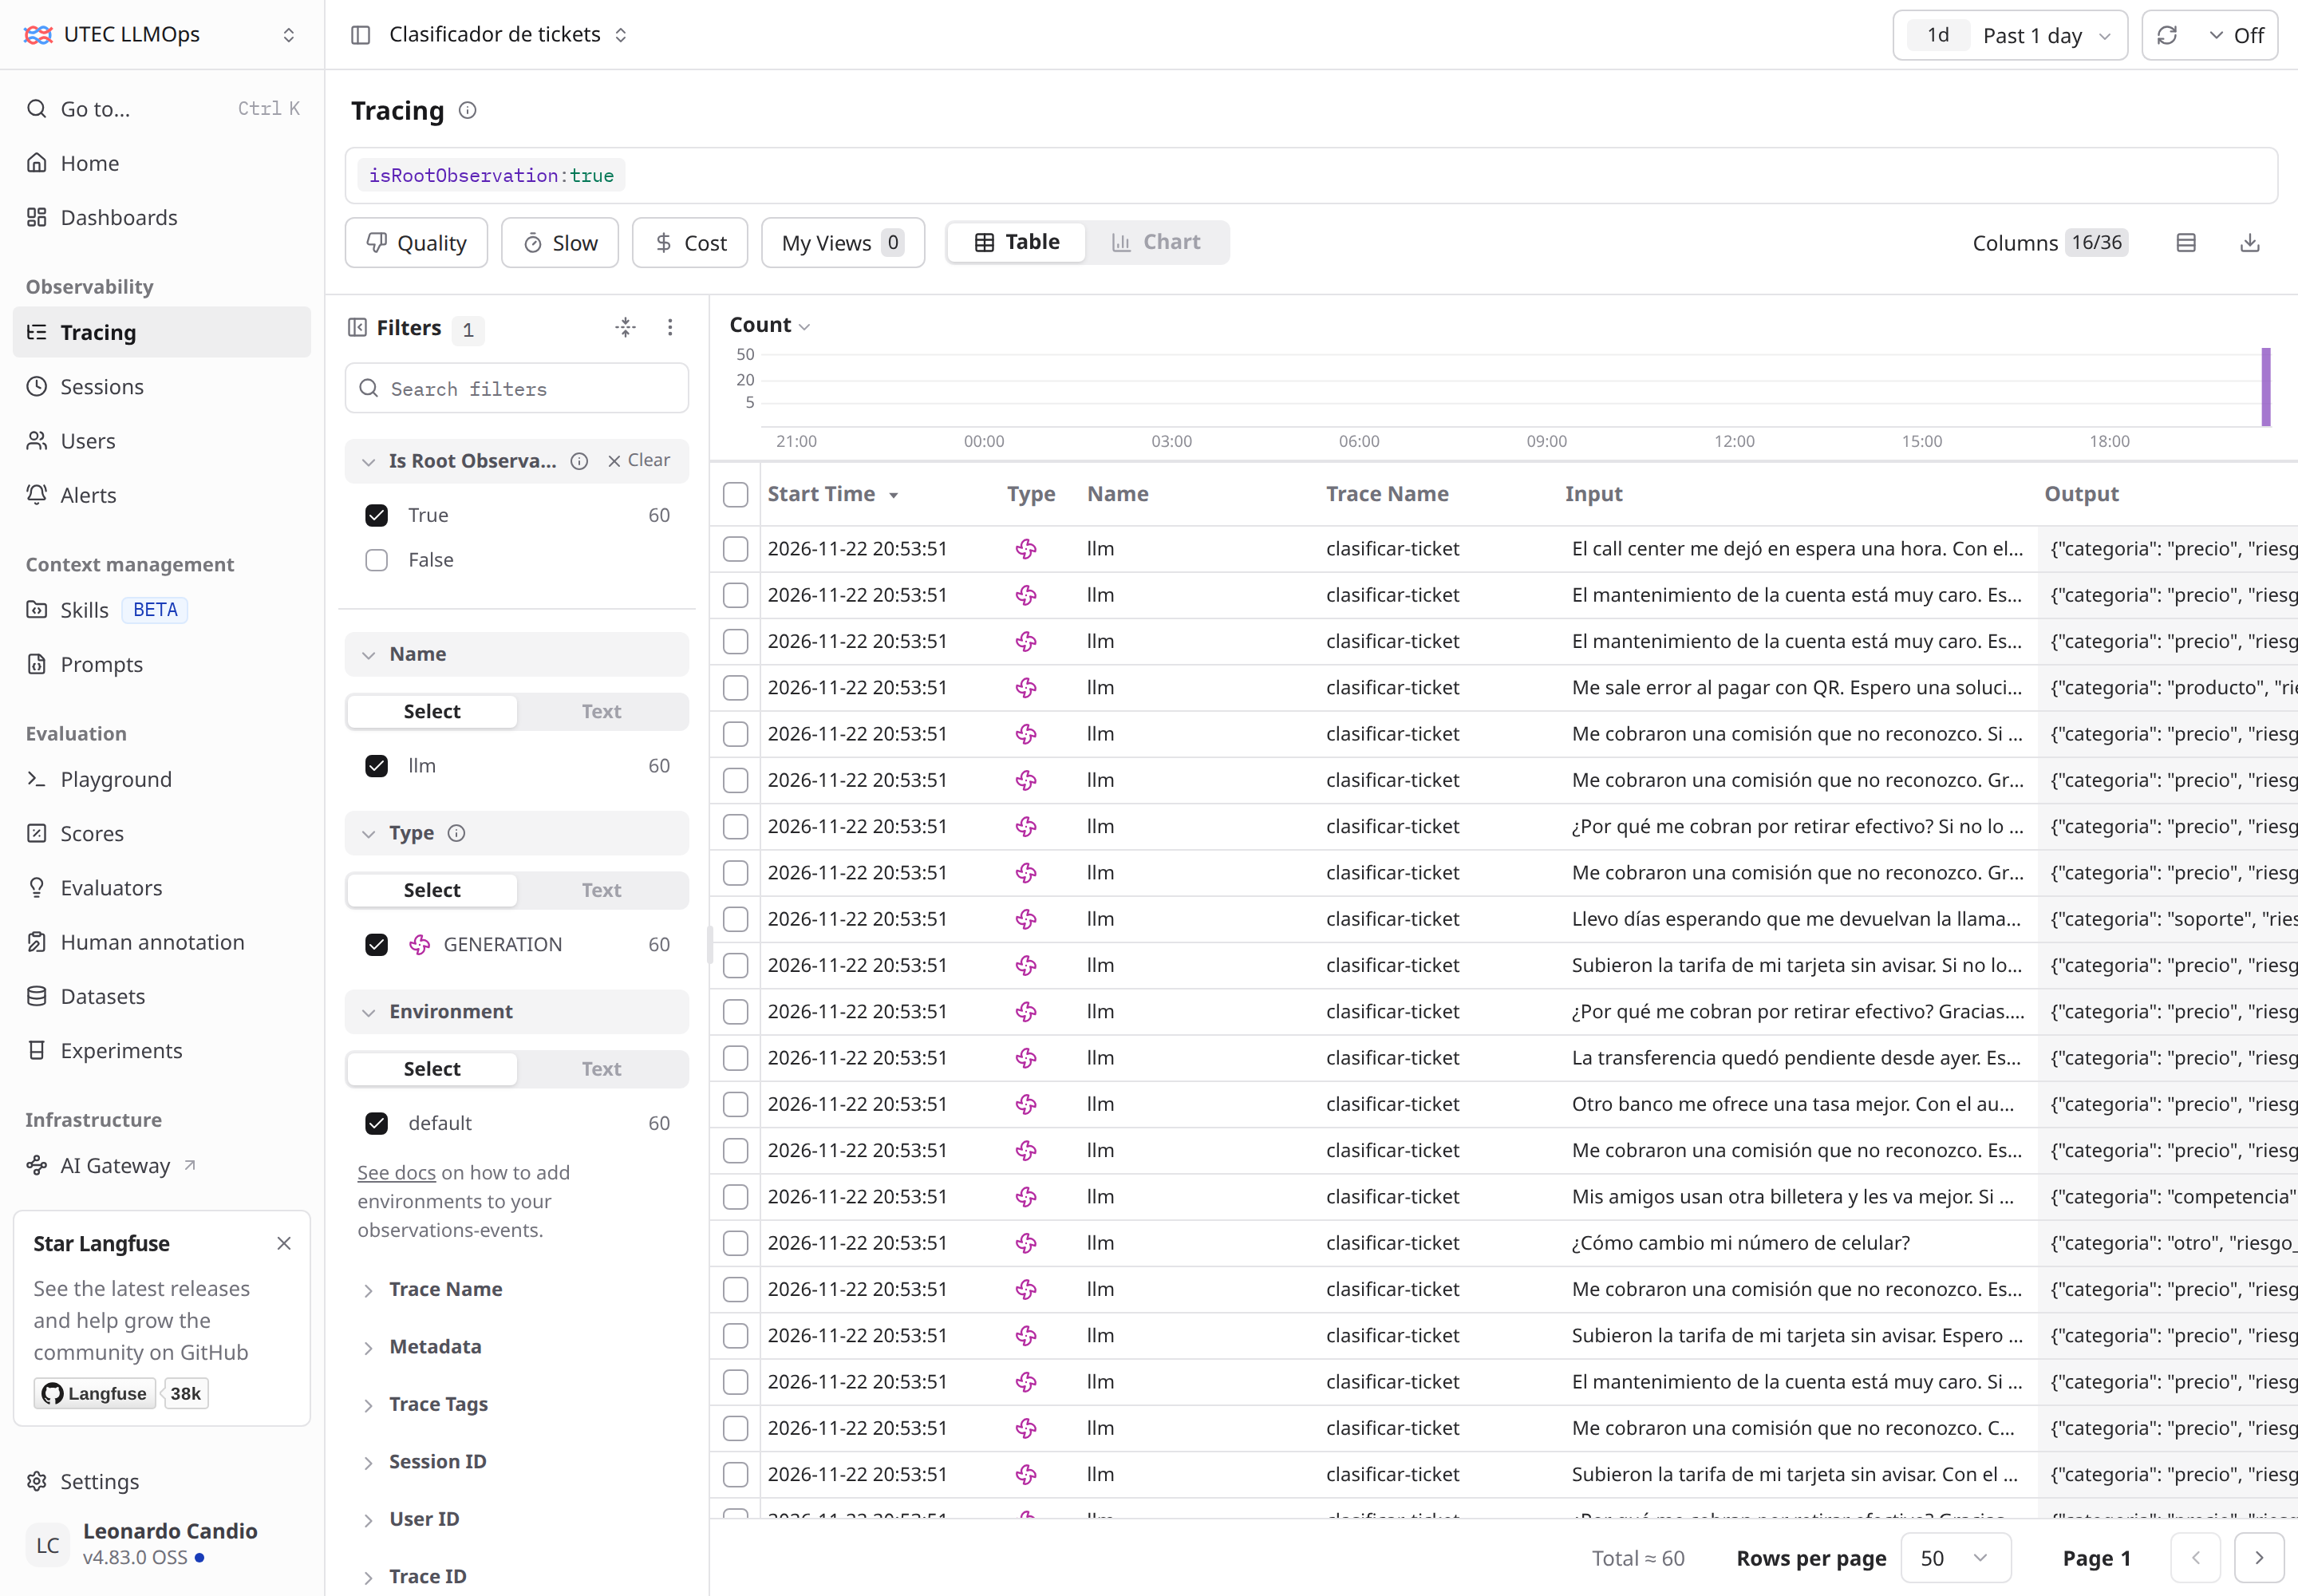 UTEC LLMOps
Clasificador de tickets
1d Past 1 day
Off
Go to... Ctrl K
Home
Dashboards
Observability
Tracing
Sessions
Users
Alerts
Context management
Skills BETA
Prompts
Evaluation
Playground
Scores
Evaluators
Human annotation
Datasets
Experiments
Infrastructure
AI Gateway
Star Langfuse
See the latest releases
and help grow the
community on GitHub
Langfuse 38k
Settings
LC Leonardo Candio
v4.83.0 OSS
Tracing
isRootObservation:true
Quality Slow Cost My Views 0 Table Chart Columns 16/36
Filters 1
Search filters
Is Root Observa... Clear
True 60
False
Name
Select Text
llm 60
Type
Select Text
GENERATION 60
Environment
Select Text
default 60
See docs on how to add
environments to your
observations-events.
Trace Name
Metadata
Trace Tags
Session ID
User ID
Trace ID
Count
50
20
5
21:00 00:00 03:00 06:00 09:00 12:00 15:00 18:00
Start Time Type Name Trace Name Input Output
2026-11-22 20:53:51 llm clasificar-ticket El call center me dejó en espera una hora. Con el... {"categoria": "precio", "riesg
2026-11-22 20:53:51 llm clasificar-ticket El mantenimiento de la cuenta está muy caro. Es... {"categoria": "precio", "riesg
2026-11-22 20:53:51 llm clasificar-ticket El mantenimiento de la cuenta está muy caro. Es... {"categoria": "precio", "riesg
2026-11-22 20:53:51 llm clasificar-ticket Me sale error al pagar con QR. Espero una soluci... {"categoria": "producto", "rie
2026-11-22 20:53:51 llm clasificar-ticket Me cobraron una comisión que no reconozco. Si ... {"categoria": "precio", "riesg
2026-11-22 20:53:51 llm clasificar-ticket Me cobraron una comisión que no reconozco. Gr... {"categoria": "precio", "riesg
2026-11-22 20:53:51 llm clasificar-ticket ¿Por qué me cobran por retirar efectivo? Si no lo ... {"categoria": "precio", "riesg
2026-11-22 20:53:51 llm clasificar-ticket Me cobraron una comisión que no reconozco. Gr... {"categoria": "precio", "riesg
2026-11-22 20:53:51 llm clasificar-ticket Llevo días esperando que me devuelvan la llama... {"categoria": "soporte", "ries
2026-11-22 20:53:51 llm clasificar-ticket Subieron la tarifa de mi tarjeta sin avisar. Si no lo... {"categoria": "precio", "riesg
2026-11-22 20:53:51 llm clasificar-ticket ¿Por qué me cobran por retirar efectivo? Gracias.... {"categoria": "precio", "riesg
2026-11-22 20:53:51 llm clasificar-ticket La transferencia quedó pendiente desde ayer. Es... {"categoria": "precio", "riesg
2026-11-22 20:53:51 llm clasificar-ticket Otro banco me ofrece una tasa mejor. Con el au... {"categoria": "precio", "riesg
2026-11-22 20:53:51 llm clasificar-ticket Me cobraron una comisión que no reconozco. Es... {"categoria": "precio", "riesg
2026-11-22 20:53:51 llm clasificar-ticket Mis amigos usan otra billetera y les va mejor. Si ... {"categoria": "competencia"
2026-11-22 20:53:51 llm clasificar-ticket ¿Cómo cambio mi número de celular? {"categoria": "otro", "riesgo_
2026-11-22 20:53:51 llm clasificar-ticket Me cobraron una comisión que no reconozco. Es... {"categoria": "precio", "riesg
2026-11-22 20:53:51 llm clasificar-ticket Subieron la tarifa de mi tarjeta sin avisar. Espero ... {"categoria": "precio", "riesg
2026-11-22 20:53:51 llm clasificar-ticket El mantenimiento de la cuenta está muy caro. Si ... {"categoria": "precio", "riesg
2026-11-22 20:53:51 llm clasificar-ticket Me cobraron una comisión que no reconozco. C... {"categoria": "precio", "riesg
2026-11-22 20:53:51 llm clasificar-ticket Subieron la tarifa de mi tarjeta sin avisar. Con el ... {"categoria": "precio", "riesg
Total ≈ 60 Rows per page 50 Page 1